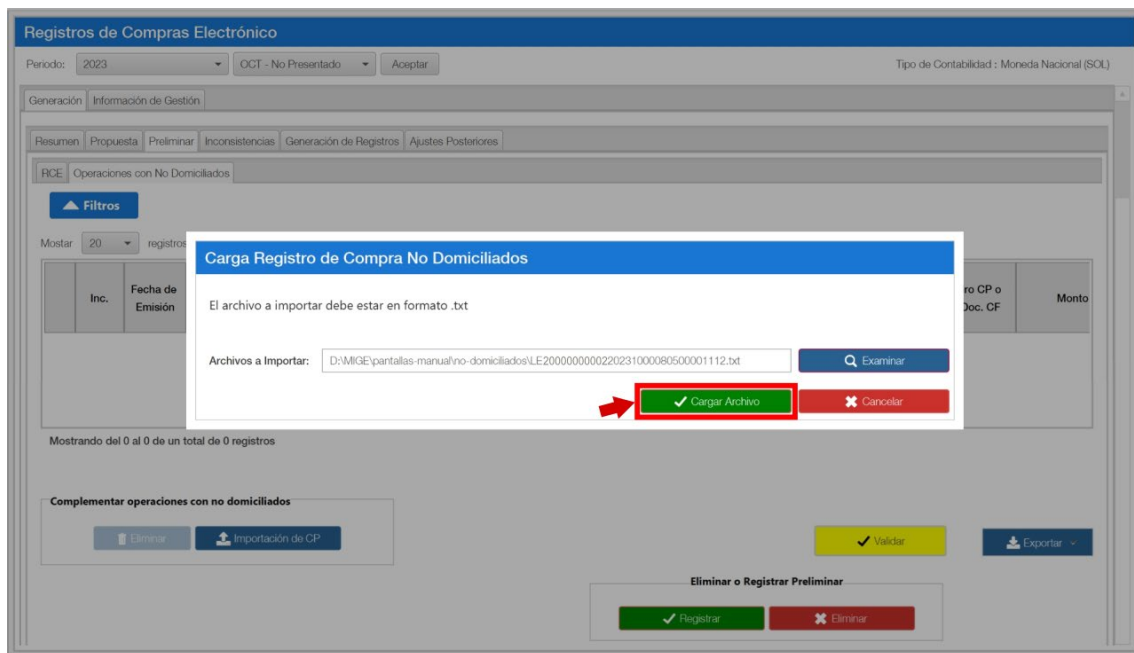 Registros de Compras Electrónico
Periodo: 2023 OCT - No Presentado Aceptar Tipo de Contabilidad : Moneda Nacional (SOL)
Generación Información de Gestión
Resumen Propuesta Preliminar Inconsistencias Generación de Registros Ajustes Posteriores
RCE Operaciones con No Domiciliados
Filtros
Mostar 20 registros
Carga Registro de Compra No Domiciliados
Inc. Fecha de Emisión ro CP o Doc. CF Monto
El archivo a importar debe estar en formato .txt
Archivos a Importar: D:\MIGE\pantallas-manual\no-domiciliados\LE2000000000220231000080500001112.txt Examinar
Cargar Archivo Cancelar
Mostrando del 0 al 0 de un total de 0 registros
Complementar operaciones con no domiciliados
Eliminar Importación de CP Validar Exportar
Eliminar o Registrar Preliminar
Registrar Eliminar